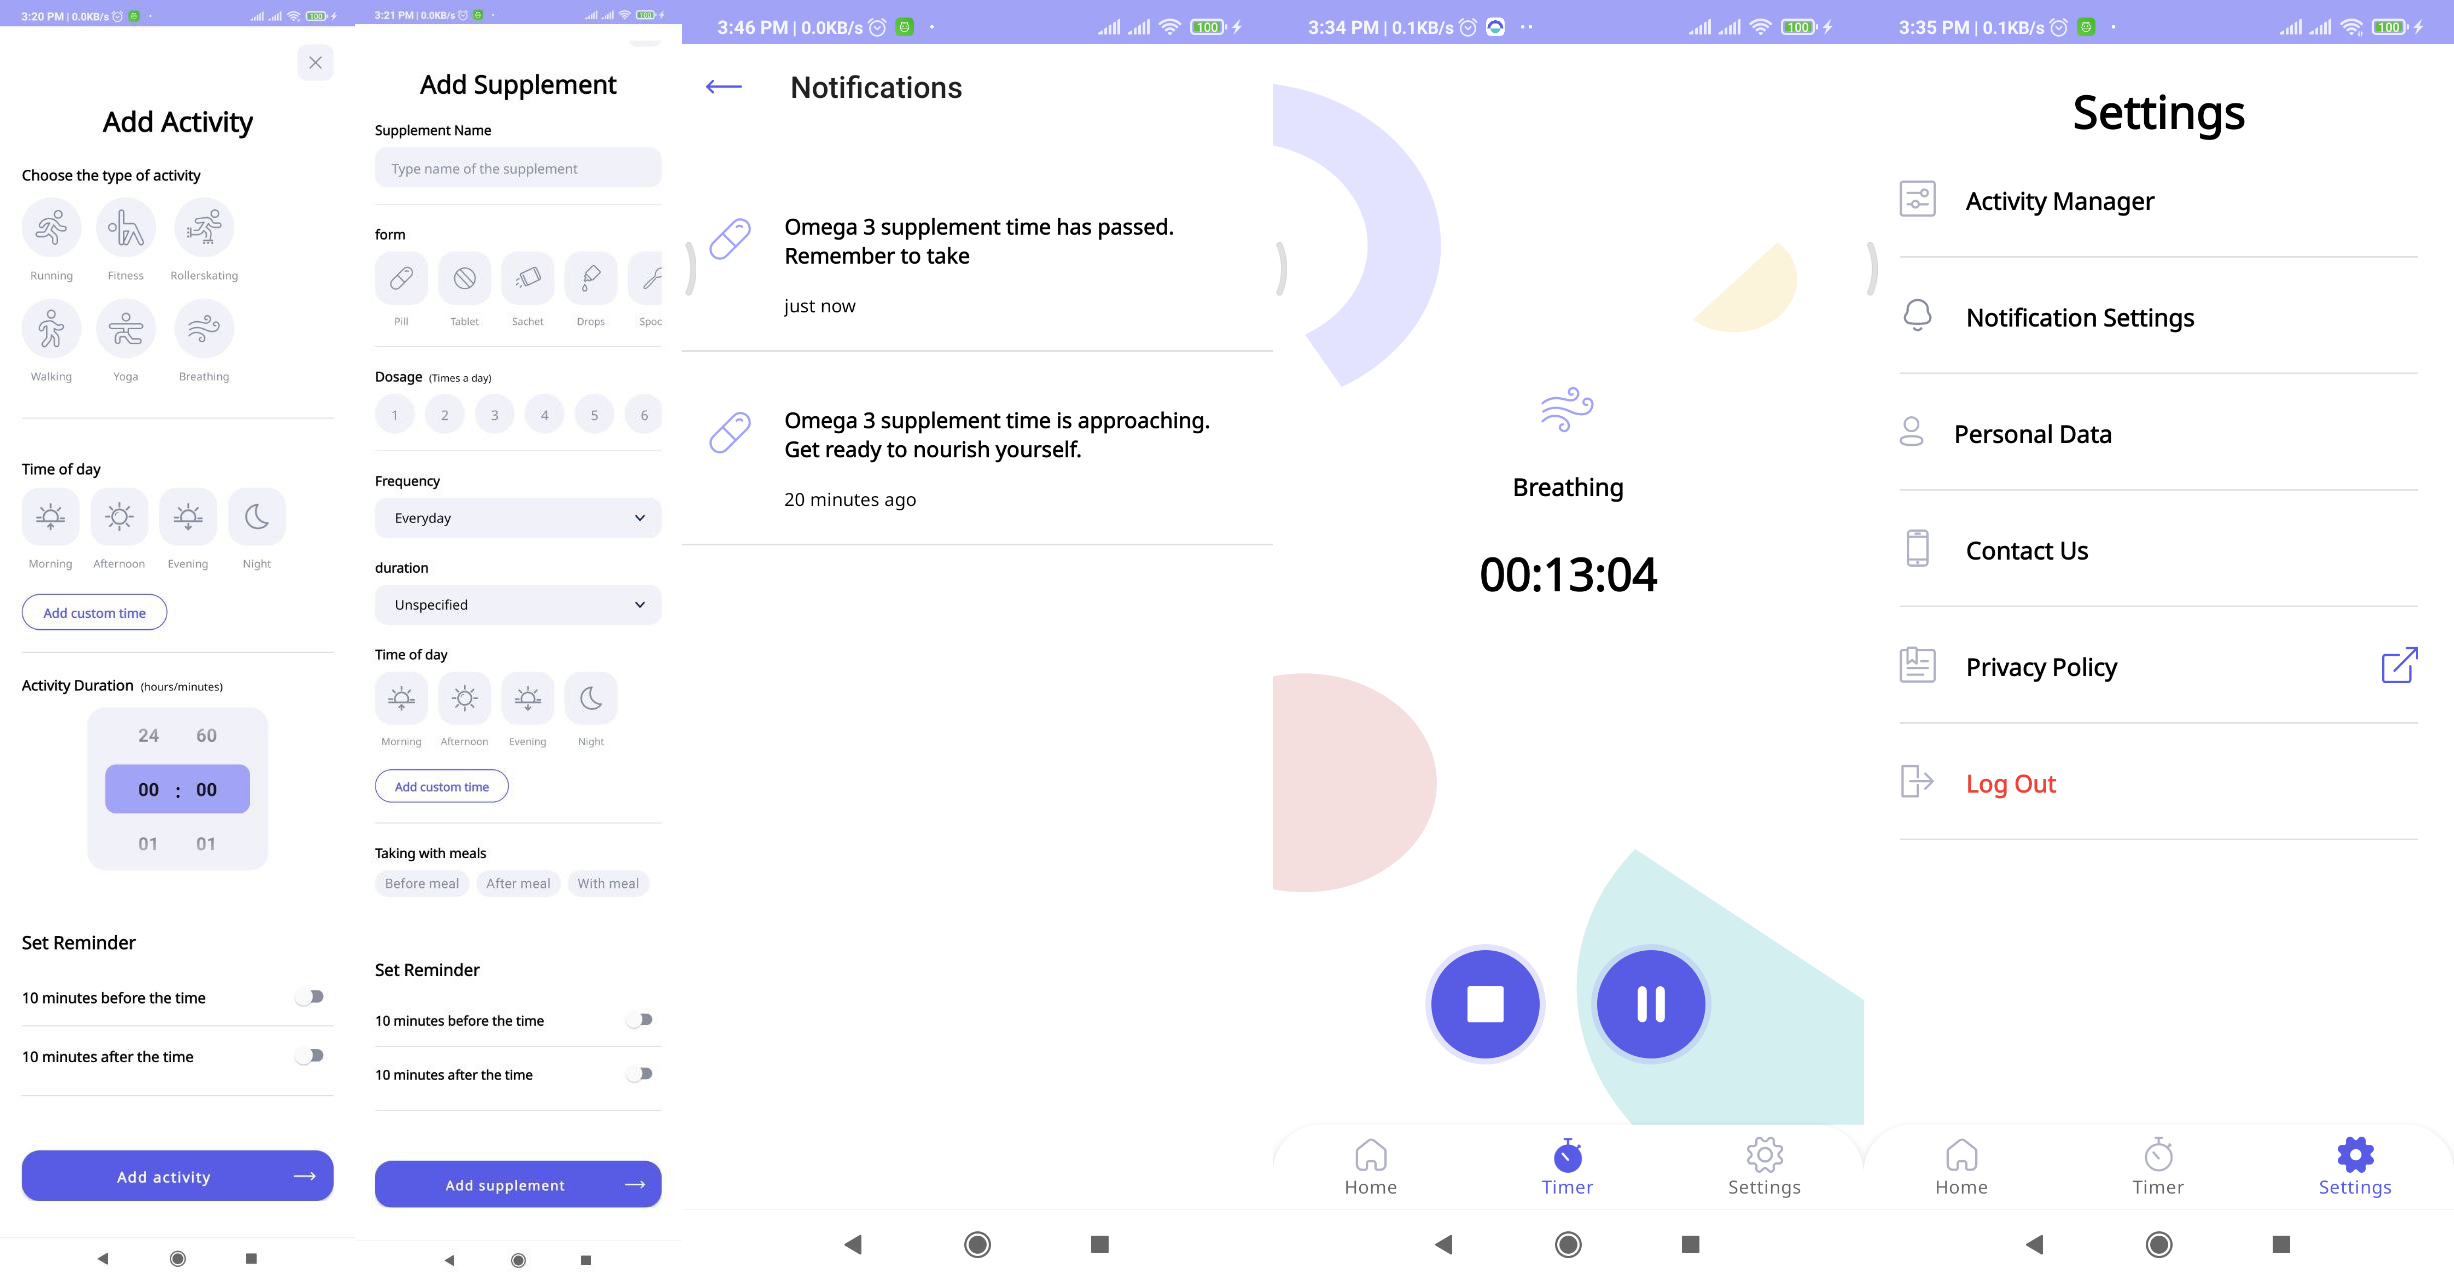 3:20 PM | 0.0KB/s
100
Add Activity
Choose the type of activity
Running Fitness Rollerskating
Walking Yoga Breathing
Time of day
Morning Afternoon Evening Night
Add custom time
Activity Duration (hours/minutes)
24 60
00 : 00
01 01
Set Reminder
10 minutes before the time
10 minutes after the time
Add activity
3:21 PM | 0.0KB/s
100
Add Supplement
Supplement Name
Type name of the supplement
form
Pill Tablet Sachet Drops Spoo
Dosage (Times a day)
1 2 3 4 5 6
Frequency
Everyday
duration
Unspecified
Time of day
Morning Afternoon Evening Night
Add custom time
Taking with meals
Before meal After meal With meal
Set Reminder
10 minutes before the time
10 minutes after the time
Add supplement
3:46 PM | 0.0KB/s
100
Notifications
Omega 3 supplement time has passed.
Remember to take
just now
Omega 3 supplement time is approaching.
Get ready to nourish yourself.
20 minutes ago
3:34 PM | 0.1KB/s
100
Breathing
00:13:04
Home Timer Settings
3:35 PM | 0.1KB/s
100
Settings
Activity Manager
Notification Settings
Personal Data
Contact Us
Privacy Policy
Log Out
Home Timer Settings